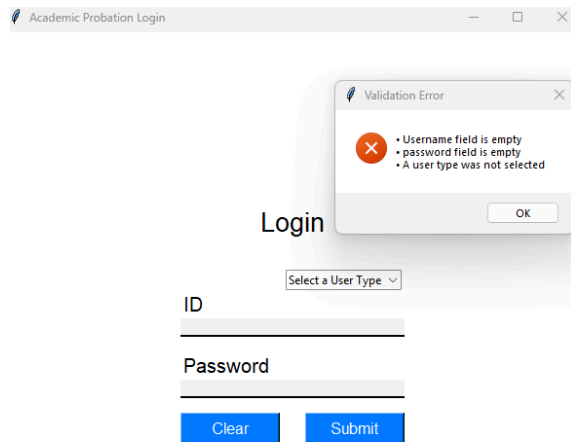 Academic Probation Login
Validation Error
• Username field is empty
• password field is empty
• A user type was not selected
OK
Login
Select a User Type
ID
Password
Clear
Submit